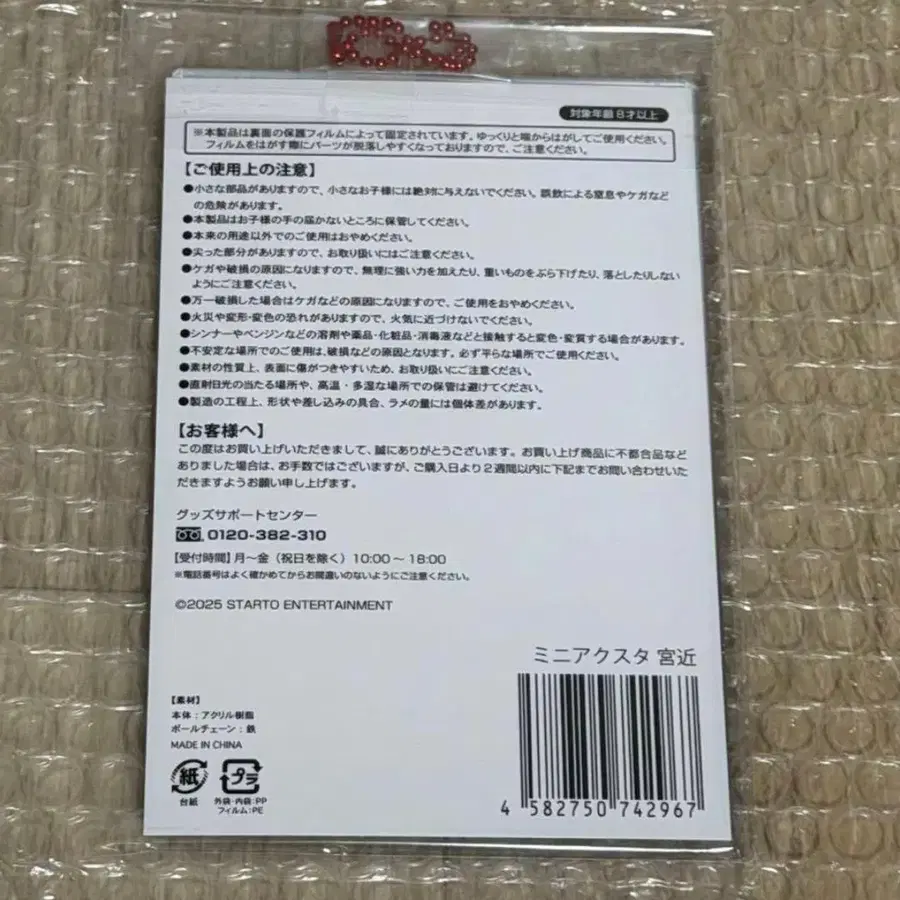 対象年齢8才以上
※本製品は裏面の保護フィルムによって固定されています。ゆっくりと端からはがしてご使用ください。
フィルムをはがす際にパーツが脱落しやすくなっておりますので、ご注意ください。
【ご使用上の注意】
●小さな部品がありますので、小さなお子様には絶対に与えないでください。誤飲による窒息やケガなど
の危険があります。
●本製品はお子様の手の届かないところに保管してください。
●本来の用途以外でのご使用はおやめください。
●尖った部分がありますので、お取り扱いにはご注意ください。
●ケガや破損の原因になりますので、無理に強い力を加えたり、重いものをぶら下げたり、落としたりしない
ようにご注意ください。
●万一破損した場合はケガなどの原因になりますので、ご使用をおやめください。
●火災や変形・変色の恐れがありますので、火気に近づけないでください。
●シンナーやベンジンなどの溶剤や薬品・化粧品・消毒液などと接触すると変色・変質する場合があります。
●不安定な場所でのご使用は、破損などの原因となります。必ず平らな場所でご使用ください。
●素材の性質上、表面に傷がつきやすいため、お取り扱いにご注意ください。
●直射日光の当たる場所や、高温・多湿な場所での保管は避けてください。
●製造の工程上、形状や差し込みの具合、ラメの量には個体差があります。
【お客様へ】
この度はお買い上げいただきまして、誠にありがとうございます。お買い上げ商品に不都合品など
ありました場合は、お手数ではございますが、ご購入日より2週間以内に下記までお問い合わせいた
だきますようお願い申し上げます。
グッズサポートセンター
0120-382-310
【受付時間】月～金（祝日を除く）10:00～18:00
※電話番号はよく確かめてからお間違いのないようにご注意ください。
©2025 STARTO ENTERTAINMENT
ミニアクスタ 宮近
【素材】
本体：アクリル樹脂
ボールチェーン：鉄
MADE IN CHINA
紙
プラ
台紙
外袋・内袋：PP
フィルム：PE
4 582750 742967